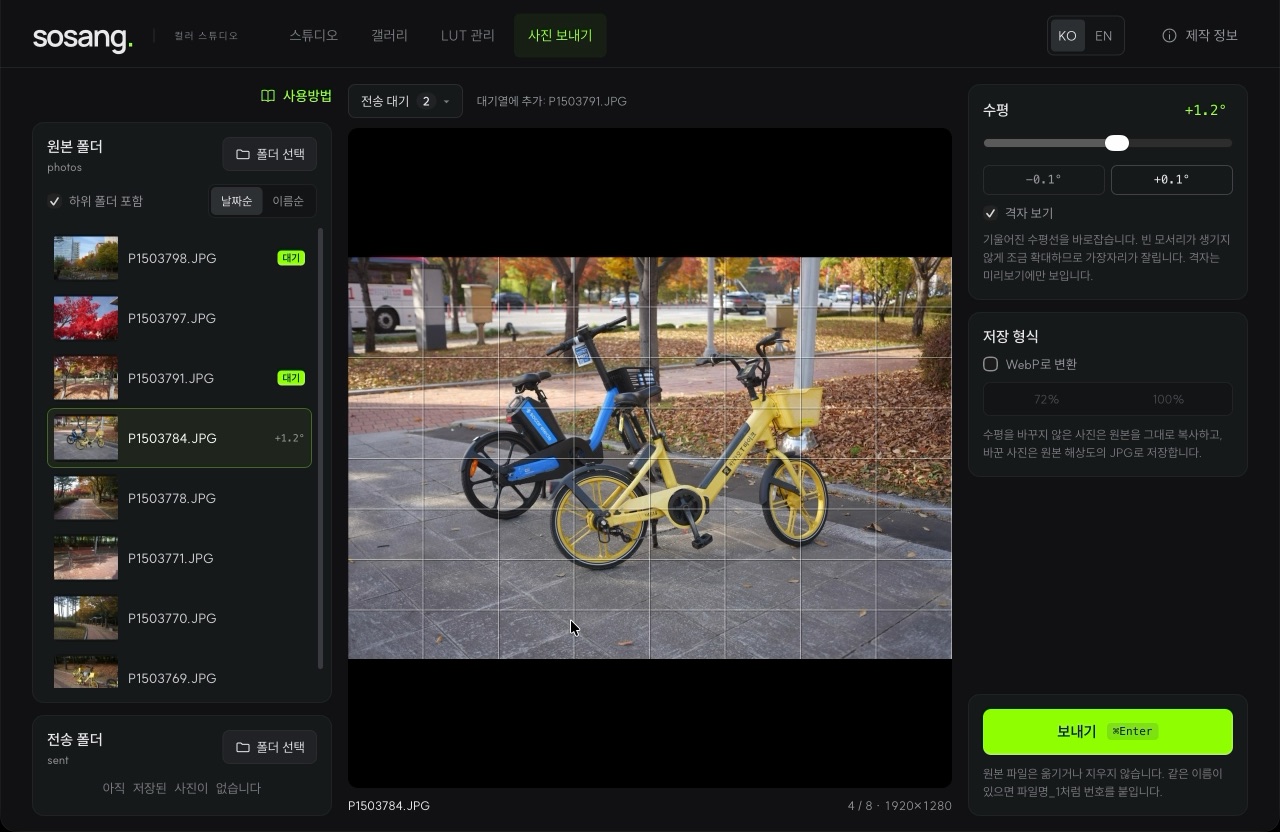 sosang.
컬러 스튜디오
스튜디오
갤러리
LUT 관리
사진 보내기
KO
EN
제작 정보
사용방법
원본 폴더
photos
폴더 선택
하위 폴더 포함
날짜순
이름순
P1503798.JPG
대기
P1503797.JPG
P1503791.JPG
대기
P1503784.JPG
+1.2°
P1503778.JPG
P1503771.JPG
P1503770.JPG
P1503769.JPG
전송 폴더
sent
폴더 선택
아직 저장된 사진이 없습니다
전송 대기 2
대기열에 추가: P1503791.JPG
P1503784.JPG
4 / 8 · 1920×1280
수평
+1.2°
−0.1°
+0.1°
격자 보기
기울어진 수평선을 바로잡습니다. 빈 모서리가 생기지
않게 조금 확대하므로 가장자리가 잘립니다. 격자는
미리보기에만 보입니다.
저장 형식
WebP로 변환
72%
100%
수평을 바꾸지 않은 사진은 원본을 그대로 복사하고,
바꾼 사진은 원본 해상도의 JPG로 저장합니다.
보내기 ⌘Enter
원본 파일은 옮기거나 지우지 않습니다. 같은 이름이
있으면 파일명_1처럼 번호를 붙입니다.